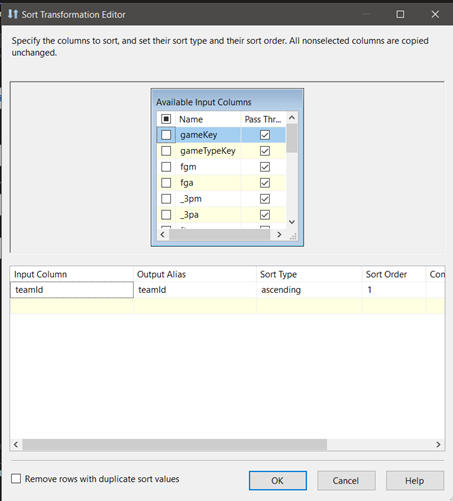 Sort Transformation Editor
Specify the columns to sort, and set their sort type and their sort order. All nonselected columns are copied
unchanged.
Available Input Columns
Name Pass Thr...
gameKey
gameTypeKey
fgm
fga
_3pm
_3pa
Input Column Output Alias Sort Type Sort Order Con
teamId teamId ascending 1
Remove rows with duplicate sort values
OK Cancel Help